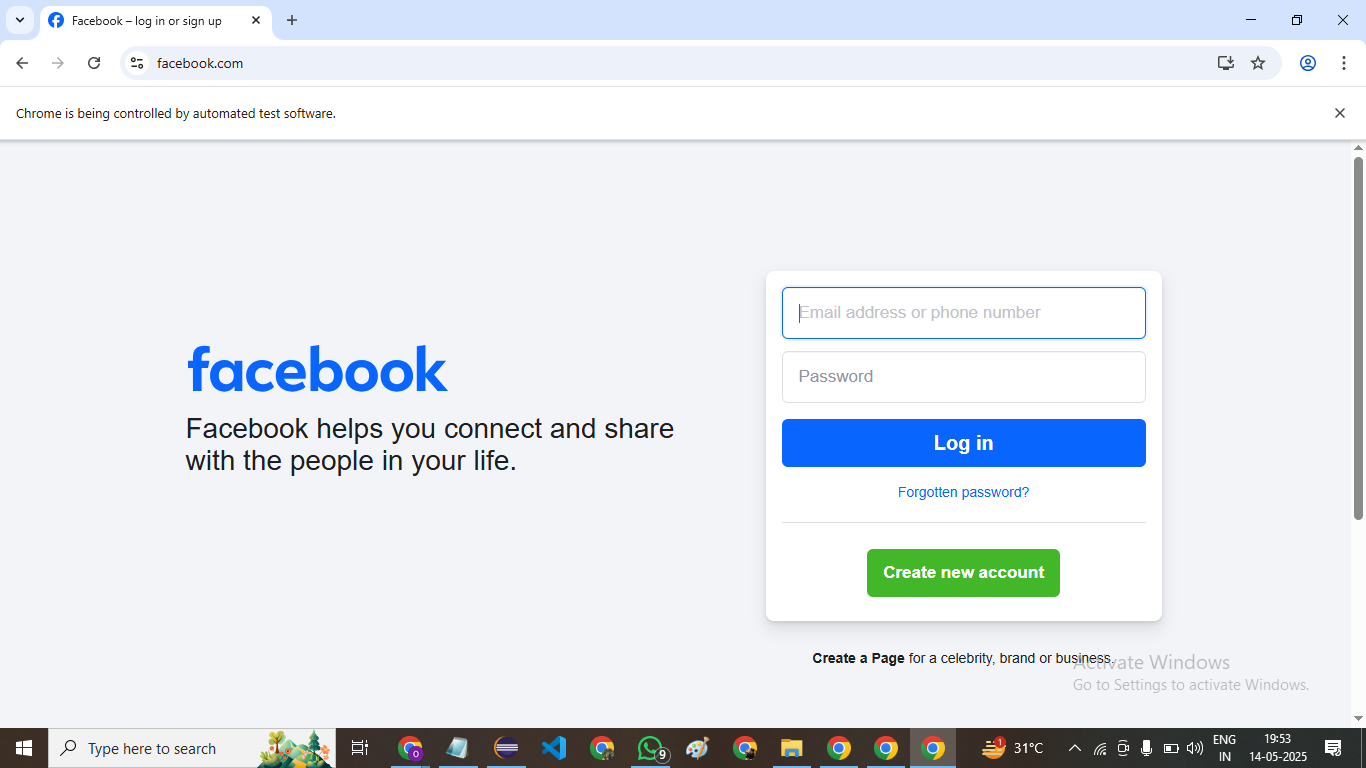 Facebook – log in or sign up
facebook.com
Chrome is being controlled by automated test software.
facebook
Facebook helps you connect and share
with the people in your life.
Email address or phone number
Password
Log in
Forgotten password?
Create new account
Create a Page for a celebrity, brand or business.
Activate Windows
Go to Settings to activate Windows.
Type here to search
o
9
1
31°C
ENG
IN
19:53
14-05-2025